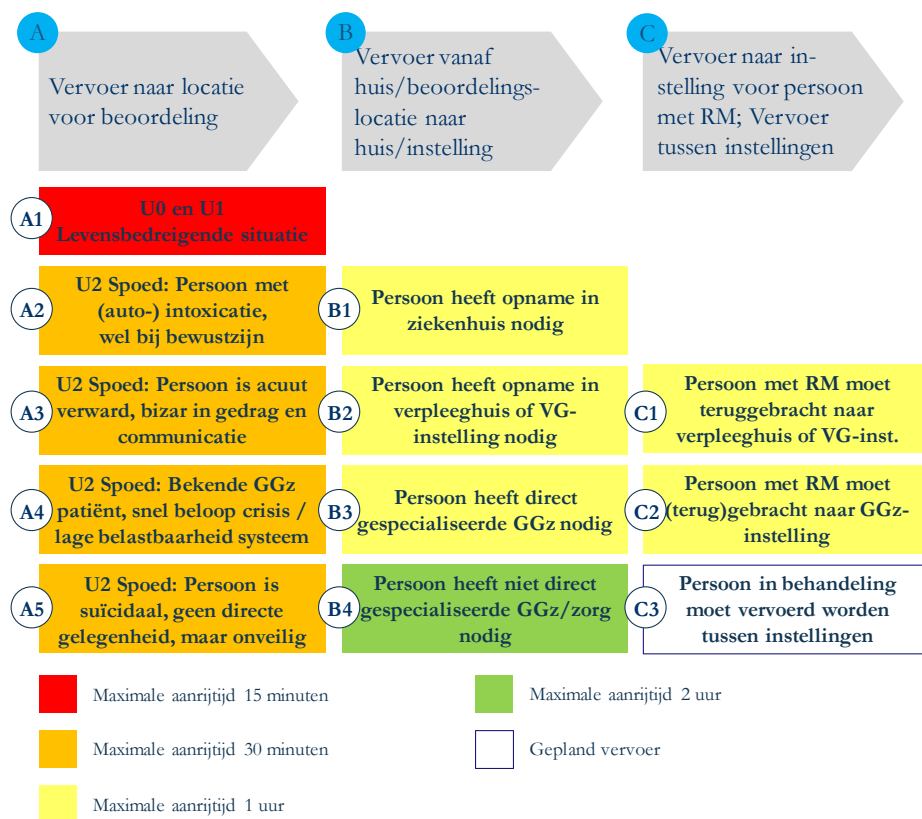 A
Vervoer naar locatie
voor beoordeling
B
Vervoer vanaf
huis/beoordelings-
locatie naar
huis/instelling
C
Vervoer naar in-
stelling voor persoon
met RM; Vervoer
tussen instellingen
A1
U0 en U1
Levensbedreigende situatie
A2
U2 Spoed: Persoon met
(auto-) intoxicatie,
wel bij bewustzijn
B1
Persoon heeft opname in
ziekenhuis nodig
A3
U2 Spoed: Persoon is acuut
verward, bizar in gedrag en
communicatie
B2
Persoon heeft opname in
verpleeghuis of VG-
instelling nodig
C1
Persoon met RM moet
teruggebracht naar
verpleeghuis of VG-inst.
A4
U2 Spoed: Bekende GGz
patiënt, snel beloop crisis /
lage belastbaarheid systeem
B3
Persoon heeft direct
gespecialiseerde GGz nodig
C2
Persoon met RM moet
(terug)gebracht naar GGz-
instelling
A5
U2 Spoed: Persoon is
suïcidaal, geen directe
gelegenheid, maar onveilig
B4
Persoon heeft niet direct
gespecialiseerde GGz/zorg
nodig
C3
Persoon in behandeling
moet vervoerd worden
tussen instellingen
Maximale aanrijtijd 15 minuten
Maximale aanrijtijd 30 minuten
Maximale aanrijtijd 1 uur
Maximale aanrijtijd 2 uur
Gepland vervoer